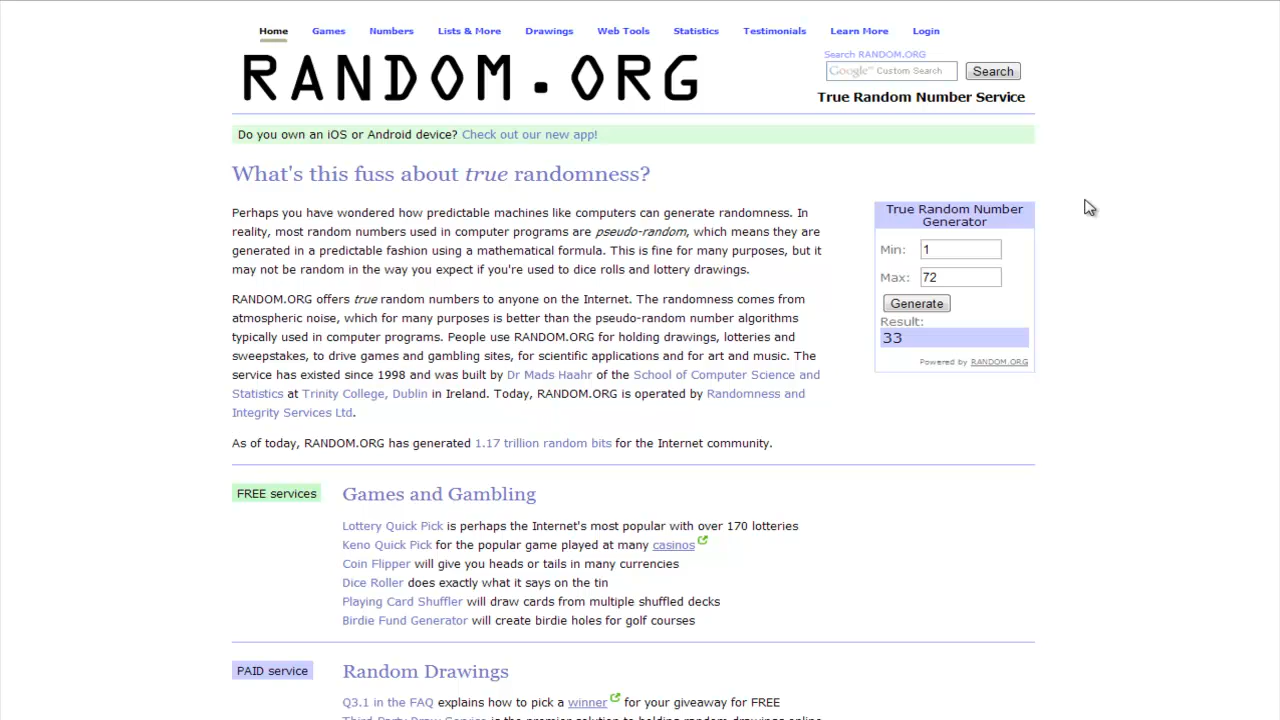 Home Games Numbers Lists & More Drawings Web Tools Statistics Testimonials Learn More Login
RANDOM.ORG
Search RANDOM.ORG
Google™ Custom Search Search
True Random Number Service
Do you own an iOS or Android device? Check out our new app!
What's this fuss about true randomness?
Perhaps you have wondered how predictable machines like computers can generate randomness. In
reality, most random numbers used in computer programs are pseudo-random, which means they are
generated in a predictable fashion using a mathematical formula. This is fine for many purposes, but it
may not be random in the way you expect if you're used to dice rolls and lottery drawings.
RANDOM.ORG offers true random numbers to anyone on the Internet. The randomness comes from
atmospheric noise, which for many purposes is better than the pseudo-random number algorithms
typically used in computer programs. People use RANDOM.ORG for holding drawings, lotteries and
sweepstakes, to drive games and gambling sites, for scientific applications and for art and music. The
service has existed since 1998 and was built by Dr Mads Haahr of the School of Computer Science and
Statistics at Trinity College, Dublin in Ireland. Today, RANDOM.ORG is operated by Randomness and
Integrity Services Ltd.
As of today, RANDOM.ORG has generated 1.17 trillion random bits for the Internet community.
True Random Number
Generator
Min: 1
Max: 72
Generate
Result:
33
Powered by RANDOM.ORG
FREE services
Games and Gambling
Lottery Quick Pick is perhaps the Internet's most popular with over 170 lotteries
Keno Quick Pick for the popular game played at many casinos
Coin Flipper will give you heads or tails in many currencies
Dice Roller does exactly what it says on the tin
Playing Card Shuffler will draw cards from multiple shuffled decks
Birdie Fund Generator will create birdie holes for golf courses
PAID service
Random Drawings
Q3.1 in the FAQ explains how to pick a winner for your giveaway for FREE
Third-Party Draw Service is the premier solution to holding random drawings online